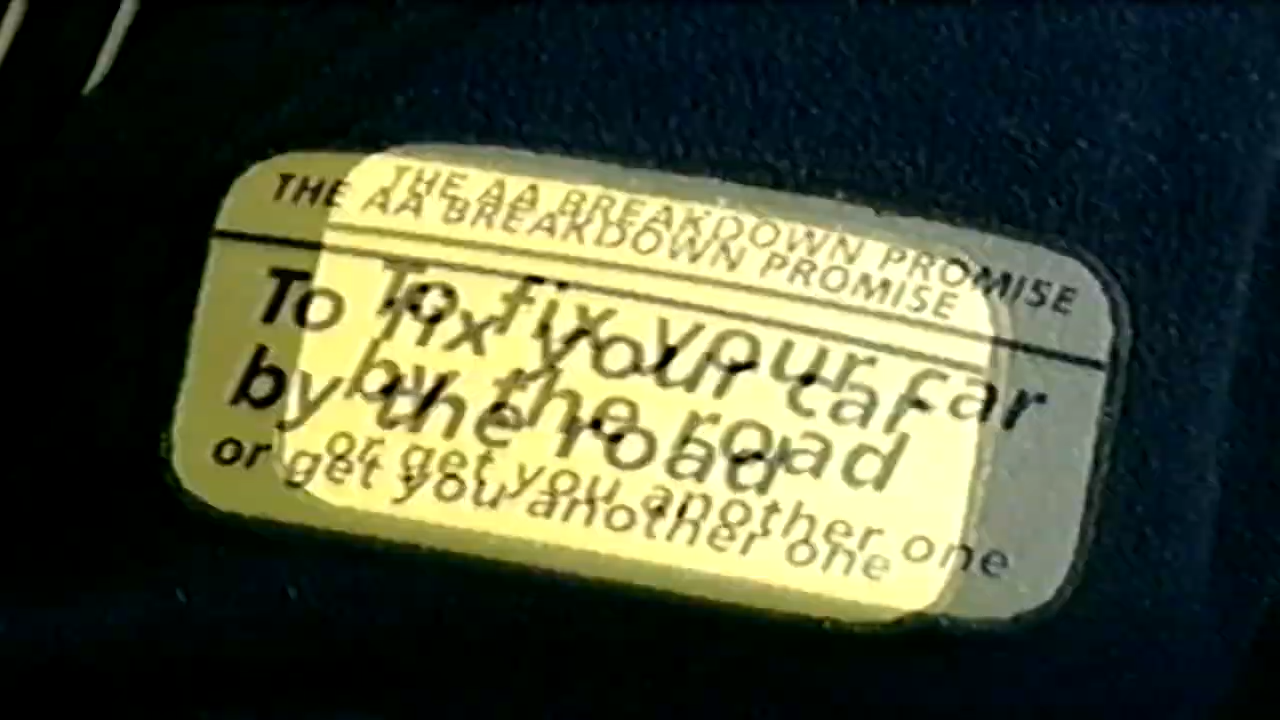 THE AA BREAKDOWN PROMISE
To fix your car
by the road
or get you another one